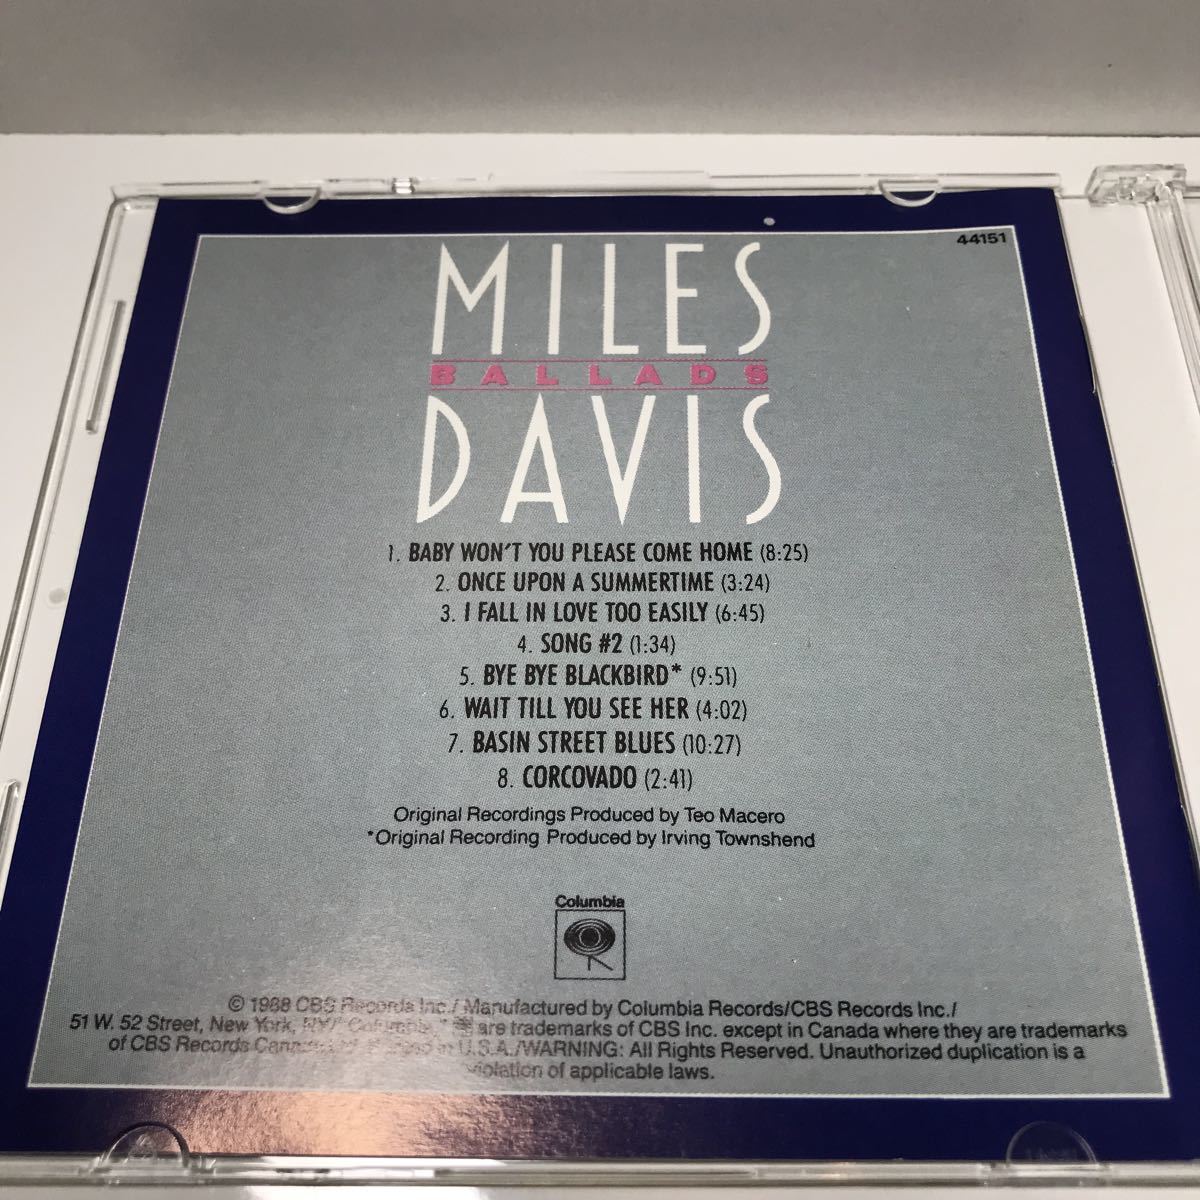 44151
MILES
BALLADS
DAVIS
1. BABY WON'T YOU PLEASE COME HOME (8:25)
2. ONCE UPON A SUMMERTIME (3:24)
3. I FALL IN LOVE TOO EASILY (6:45)
4. SONG #2 (1:34)
5. BYE BYE BLACKBIRD* (9:51)
6. WAIT TILL YOU SEE HER (4:02)
7. BASIN STREET BLUES (10:27)
8. CORCOVADO (2:41)
Original Recordings Produced by Teo Macero
*Original Recording Produced by Irving Townshend
Columbia
© 1988 CBS Records Inc./ Manufactured by Columbia Records/CBS Records Inc./
51 W. 52 Street, New York, NY/"Columbia," are trademarks of CBS Inc. except in Canada where they are trademarks
of CBS Records in U.S.A./WARNING: All Rights Reserved. Unauthorized duplication is a
violation of applicable laws.